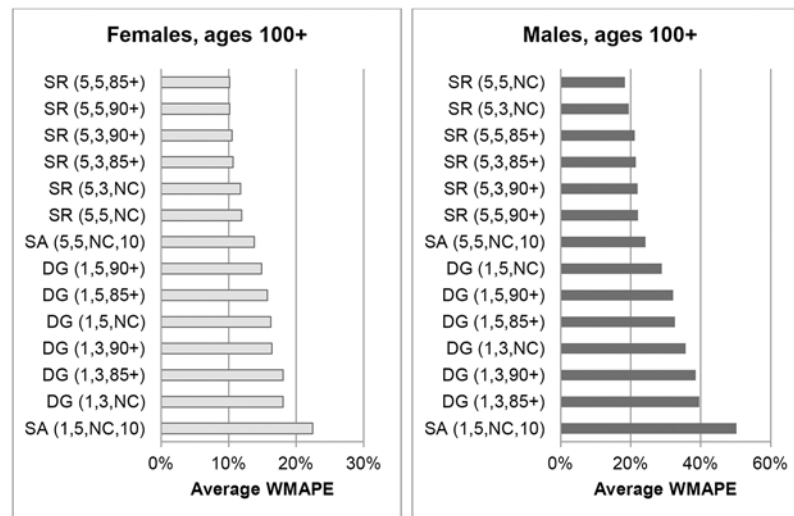 Females, ages 100+
SR (5,5,85+)
SR (5,5,90+)
SR (5,3,90+)
SR (5,3,85+)
SR (5,3,NC)
SR (5,5,NC)
SA (5,5,NC,10)
DG (1,5,90+)
DG (1,5,85+)
DG (1,5,NC)
DG (1,3,90+)
DG (1,3,85+)
DG (1,3,NC)
SA (1,5,NC,10)
0% 10% 20% 30%
Average WMAPE
Males, ages 100+
SR (5,5,NC)
SR (5,3,NC)
SR (5,5,85+)
SR (5,3,85+)
SR (5,3,90+)
SR (5,5,90+)
SA (5,5,NC,10)
DG (1,5,NC)
DG (1,5,90+)
DG (1,5,85+)
DG (1,3,NC)
DG (1,3,90+)
DG (1,3,85+)
SA (1,5,NC,10)
0% 20% 40% 60%
Average WMAPE